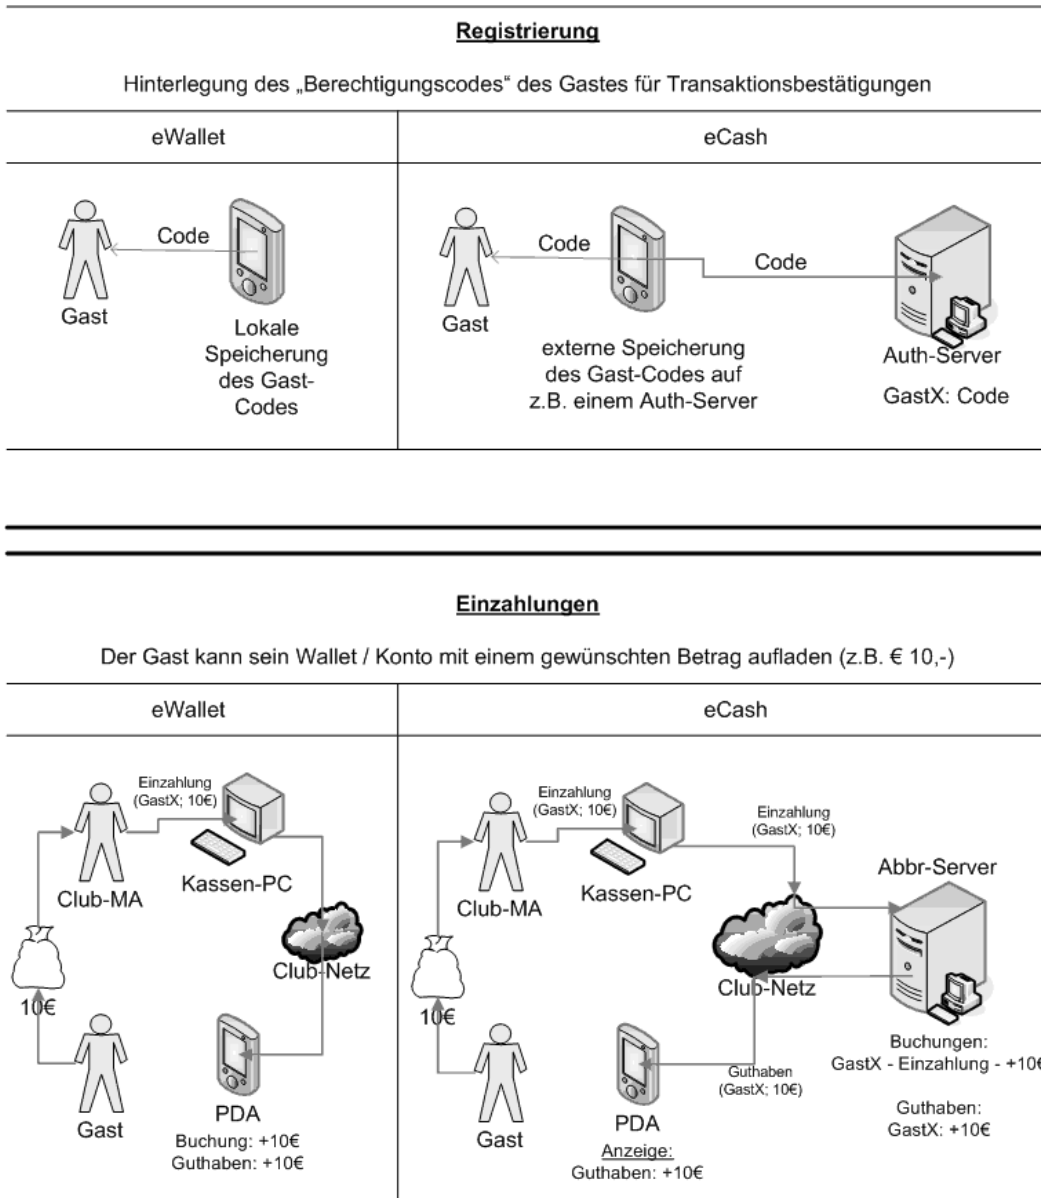 Registrierung
Hinterlegung des „Berechtigungscodes“ des Gastes für Transaktionsbestätigungen
eWallet
eCash
Code
Gast
Lokale
Speicherung
des Gast-
Codes
Code
Code
Gast
externe Speicherung
des Gast-Codes auf
z.B. einem Auth-Server
Auth-Server
GastX: Code
Einzahlungen
Der Gast kann sein Wallet / Konto mit einem gewünschten Betrag aufladen (z.B. € 10,-)
eWallet
eCash
Einzahlung
(GastX; 10€)
Club-MA
Kassen-PC
Club-Netz
10€
Gast
PDA
Buchung: +10€
Guthaben: +10€
Einzahlung
(GastX; 10€)
Einzahlung
(GastX; 10€)
Club-MA
Kassen-PC
Abbr-Server
Club-Netz
10€
Gast
Guthaben
(GastX; 10€)
PDA
Anzeige:
Guthaben: +10€
Buchungen:
GastX - Einzahlung - +10€
Guthaben:
GastX: +10€